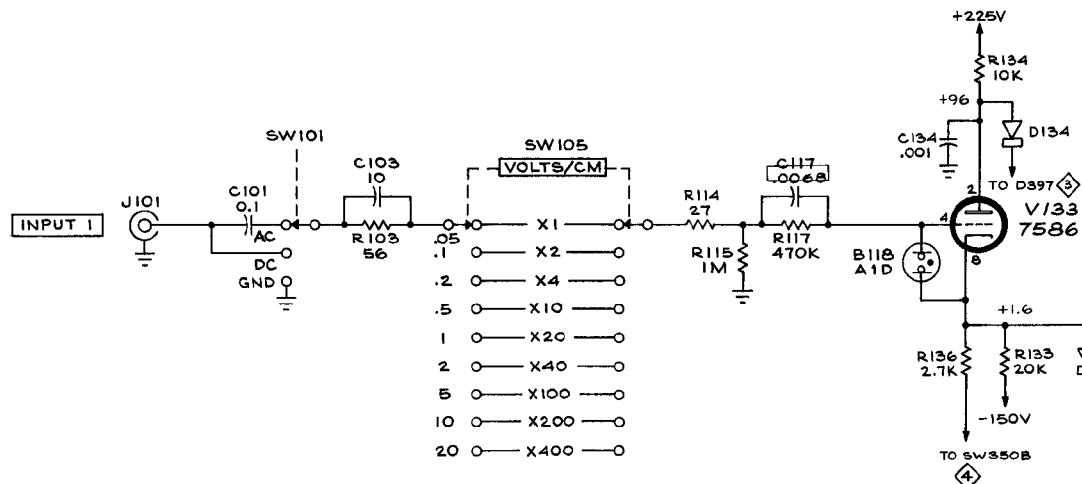 +225V
R134
10K
+96
C134
.001
D134
TO D397 3
2
V133
7586
4
8
SW101
SW105
VOLTS/CM
C103
10
C117
.0068
C101
0.1
J101
INPUT 1
AC
DC
GND
R103
56
R114
27
R115
1M
R117
470K
B118
A1D
.05 X1
.1 X2
.2 X4
.5 X10
1 X20
2 X40
5 X100
10 X200
20 X400
+1.6
R136
2.7K
R133
20K
D
-150V
TO SW350B
4